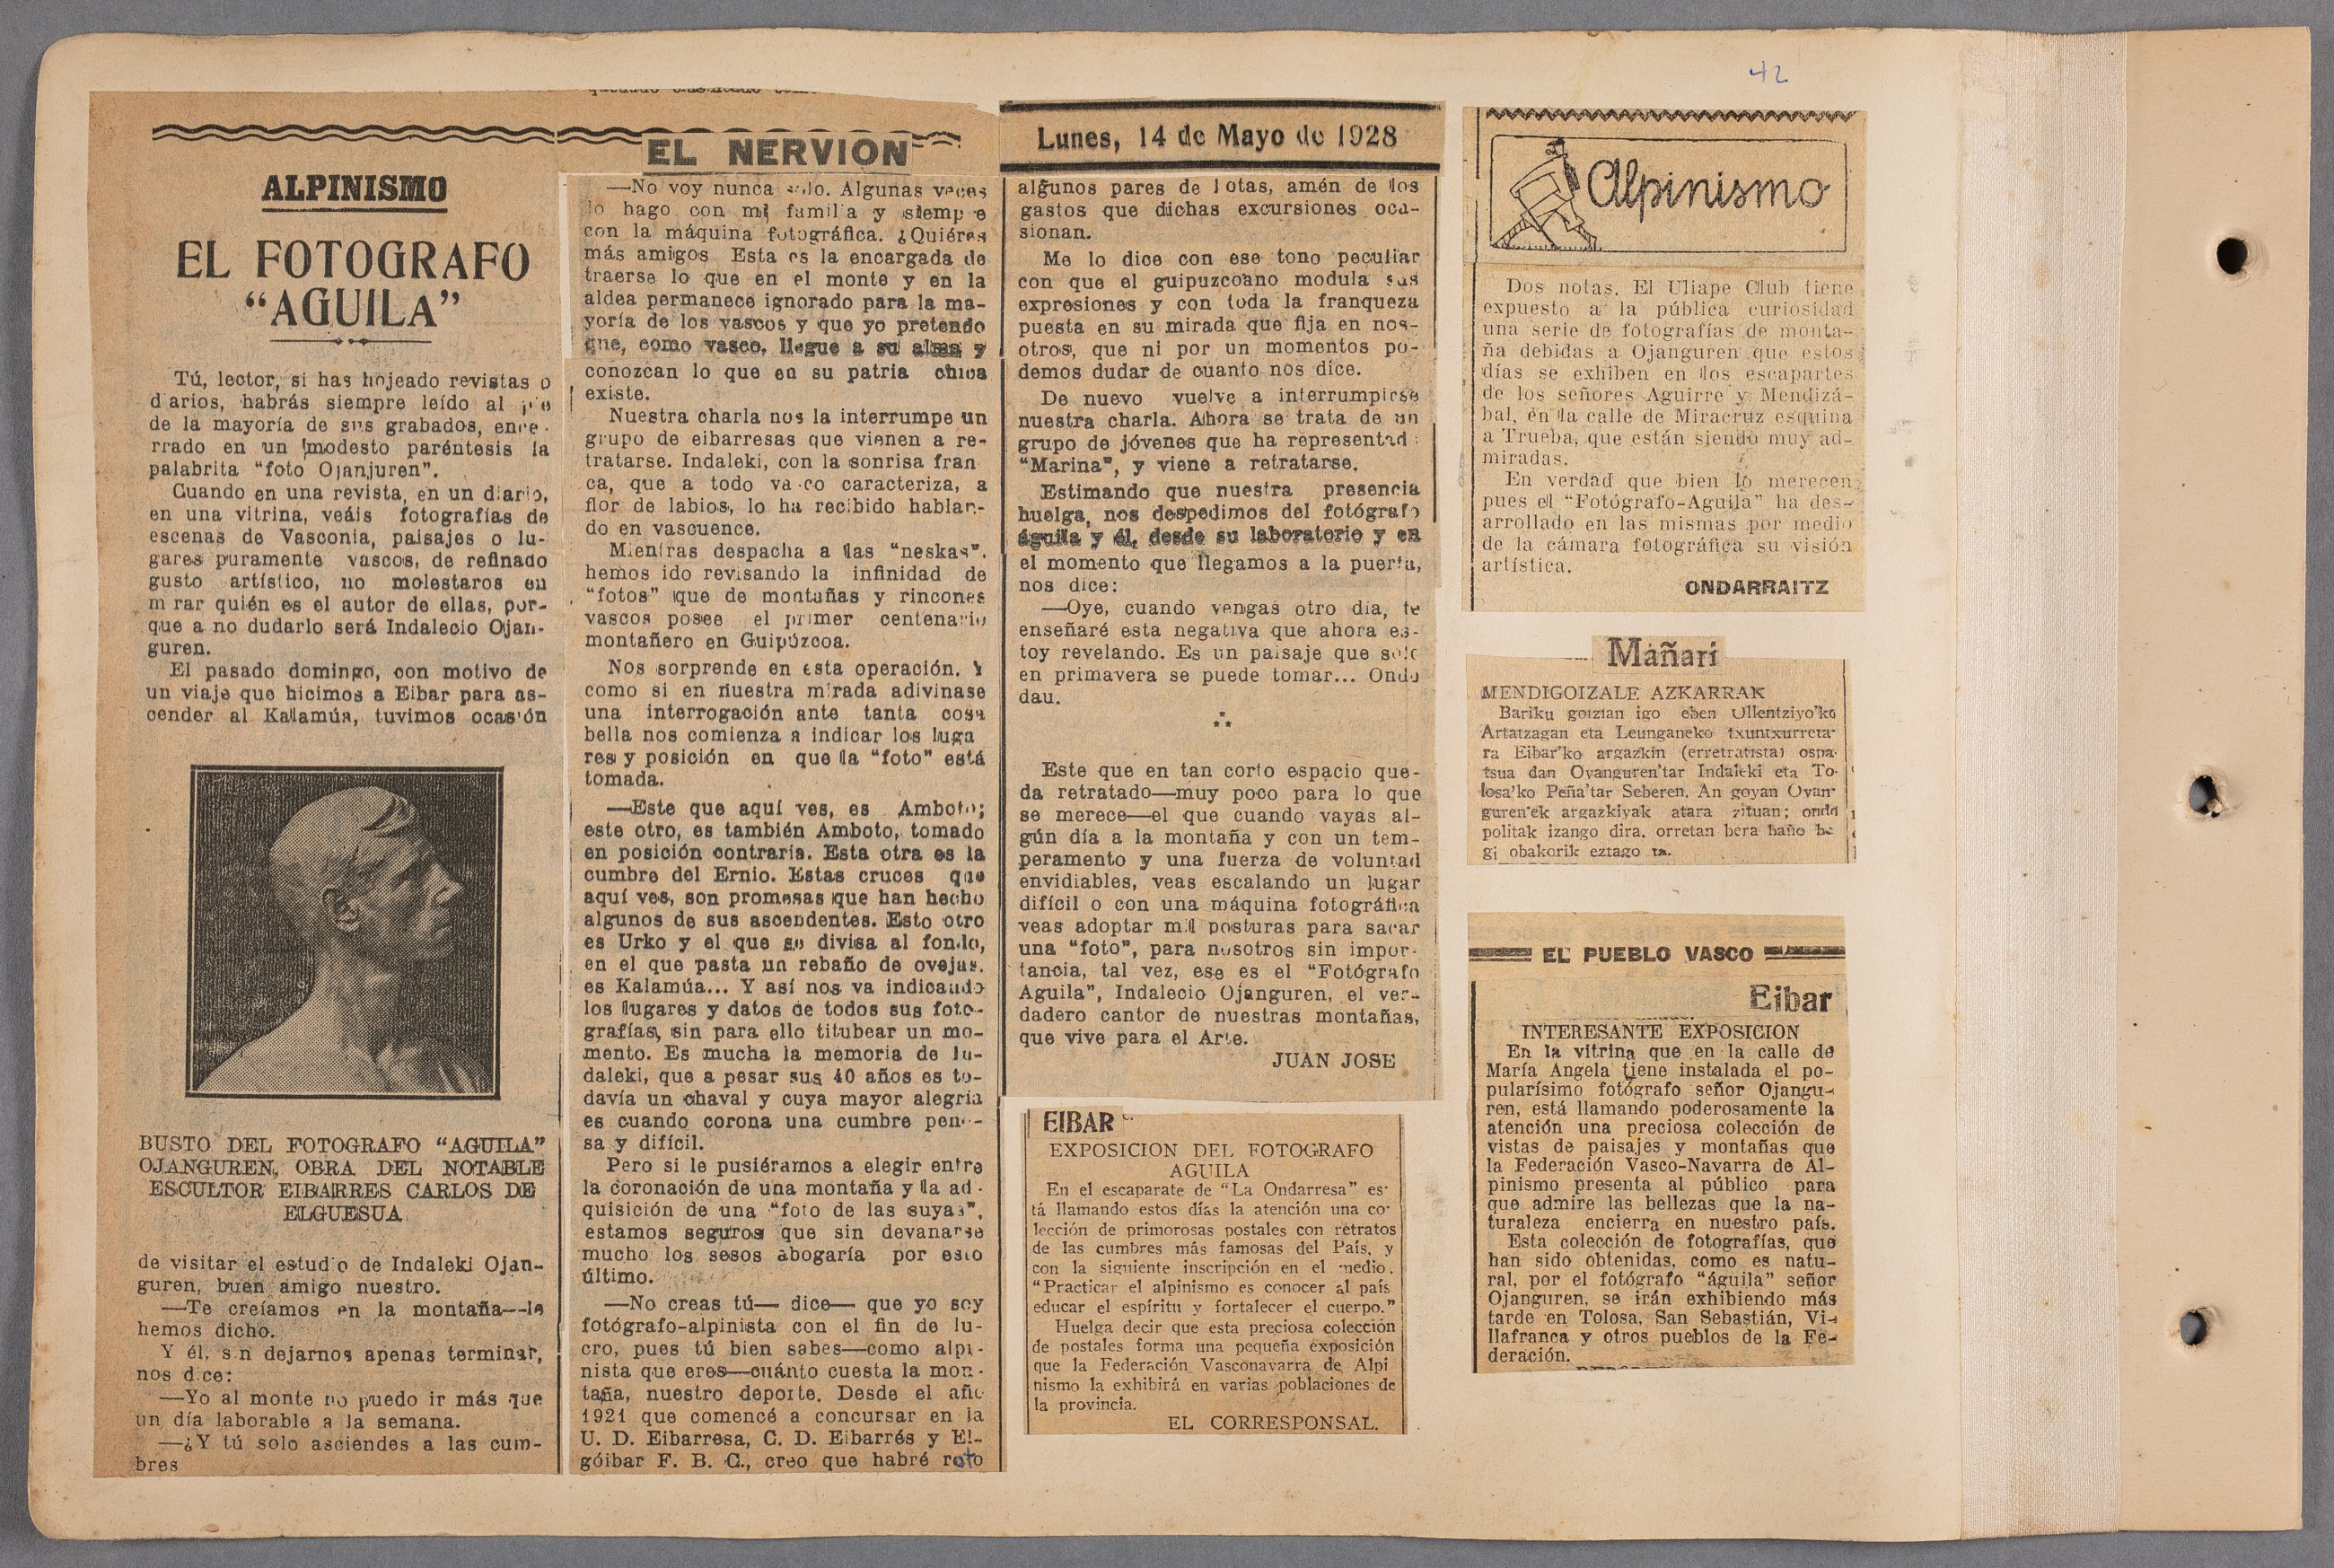 42
EL NERVION
Lunes, 14 de Mayo de 1928
ALPINISMO
EL FOTOGRAFO
“AGUILA”
Tú, lector, si has hojeado revistas o
d arios, habrás siempre leído al
de la mayoría de sus grabados, ence-
rrado en un modesto paréntesis la
palabrita “foto Ojanjuren”.
Cuando en una revista, en un diario,
en una vitrina, veáis fotografías de
escenas de Vasconia, paisajes o lu-
gares puramente vascos, de refinado
gusto artístico, no molestaros en
m rar quién es el autor de ellas, por-
que a no dudarlo será Indalecio Ojan-
guren.
El pasado domingo, con motivo de
un viaje que hicimos a Eibar para as-
cender al Kalamúa, tuvimos ocasión
BUSTO DEL FOTOGRAFO “AGUILA”
OJANGUREN, OBRA DEL NOTABLE
ESCULTOR EIBARRES CARLOS DE
ELGUESUA
de visitar el estudio de Indaleki Ojan-
guren, buen amigo nuestro.
—Te creíamos en la montaña—le
hemos dicho.
Y él, sin dejarnos apenas terminar,
nos dice:
—Yo al monte no puedo ir más que
un día laborable a la semana.
—¿Y tú solo asciendes a las cum-
bres
—No voy nunca solo. Algunas veces
lo hago con mi familia y siempre
con la máquina fotográfica. ¿Quiéres
más amigos Esta es la encargada de
traerse lo que en el monte y en la
aldea permanece ignorado para la ma-
yoría de los vascos y que yo pretendo
que, como vasco, llegue a su alma y
conozcan lo que en su patria chica
existe.
Nuestra charla nos la interrumpe un
grupo de eibarresas que vienen a re-
tratarse. Indaleki, con la sonrisa fran
ca, que a todo vasco caracteriza, a
flor de labios, lo ha recibido hablan-
do en vascuence.
Mientras despacha a las “neskas”,
hemos ido revisando la infinidad de
“fotos” que de montañas y rincones
vascos posee el primer centenario
montañero en Guipúzcoa.
Nos sorprende en esta operación. Y
como si en nuestra mirada adivinase
una interrogación ante tanta cosa
bella nos comienza a indicar los luga
res y posición en que la “foto” está
tomada.
—Este que aquí ves, es Amboto;
este otro, es también Amboto, tomado
en posición contraria. Esta otra es la
cumbre del Ernio. Estas cruces que
aquí ves, son promesas que han hecho
algunos de sus ascendentes. Esto otro
es Urko y el que se divisa al fondo,
en el que pasta un rebaño de ovejas,
es Kalamúa... Y así nos va indicando
los lugares y datos de todos sus foto-
grafías, sin para ello titubear un mo-
mento. Es mucha la memoria de In-
daleki, que a pesar sus 40 años es to-
davía un chaval y cuya mayor alegría
es cuando corona una cumbre peno-
sa y difícil.
Pero si le pusiéramos a elegir entre
la coronación de una montaña y la ad-
quisición de una “foto de las suyas”,
estamos seguros que sin devanarse
mucho los sesos abogaría por esto
último.
—No creas tú— dice— que yo soy
fotógrafo-alpinista con el fin de lu-
cro, pues tú bien sabes—como alpi-
nista que eres—cuánto cuesta la mon-
taña, nuestro deporte. Desde el año
1921 que comencé a concursar en la
U. D. Eibarresa, C. D. Eibarrés y El-
góibar F. B. C., creo que habré roto
algunos pares de botas, amén de los
gastos que dichas excursiones oca-
sionan.
Me lo dice con ese tono peculiar
con que el guipuzcoano modula sus
expresiones y con toda la franqueza
puesta en su mirada que fija en nos-
otros, que ni por un momentos po-
demos dudar de cuanto nos dice.
De nuevo vuelve a interrumpirse
nuestra charla. Ahora se trata de un
grupo de jóvenes que ha representad
“Marina”, y viene a retratarse.
Estimando que nuestra presencia
huelga, nos despedimos del fotógrafo
águila y él, desde su laboratorio y en
el momento que llegamos a la puerta,
nos dice:
—Oye, cuando vengas otro día, te
enseñaré esta negativa que ahora es-
toy revelando. Es un paisaje que solo
en primavera se puede tomar... Ondo
dau.
Este que en tan corto espacio que-
da retratado—muy poco para lo que
se merece—el que cuando vayas al-
gún día a la montaña y con un tem-
peramento y una fuerza de voluntad
envidiables, veas escalando un lugar
difícil o con una máquina fotográfica
veas adoptar mil posturas para sacar
una “foto”, para nosotros sin impor-
tancia, tal vez, ese es el “Fotógrafo
Aguila”, Indalecio Ojanguren, el ver-
dadero cantor de nuestras montañas,
que vive para el Arte.
JUAN JOSE
EIBAR
EXPOSICION DEL FOTOGRAFO
AGUILA
En el escaparate de “La Ondarresa” es-
tá llamando estos días la atención una co-
lección de primorosas postales con retratos
de las cumbres más famosas del País, y
con la siguiente inscripción en el medio.
“Practicar el alpinismo es conocer al país
educar el espíritu y fortalecer el cuerpo.”
Huelga decir que esta preciosa colección
de postales forma una pequeña exposición
que la Federación Vasconavarra de Alpi
nismo la exhibirá en varias poblaciones de
la provincia.
EL CORRESPONSAL.
Alpinismo
Dos notas. El Uliape Club tiene
expuesto a la pública curiosidad
una serie de fotografías de monta-
ña debidas a Ojanguren que estos
días se exhiben en los escapartes
de los señores Aguirre y Mendizá-
bal, en la calle de Miracruz esquina
a Trueba, que están siendo muy ad-
miradas.
En verdad que bien lo merecen
pues el “Fotógrafo-Aguila” ha des-
arrollado en las mismas por medio
de la cámara fotográfica su visión
artística.
ONDARRAITZ
Mañari
MENDIGOIZALE AZKARRAK
Bariku goizian igo eben Ullentziyo'ko
Artatzagan eta Leunganeko txuntxurreta-
ra Eibar'ko argazkin (erretratista) ospa-
tsua dan Oyanguren'tar Indaleki eta To-
losa'ko Peña'tar Seberen. An goyan Oyan-
guren'ek argazkiyak atara zituan; ondo
politak izango dira, orretan bera baño be
gi obakorik eztago ta.
EL PUEBLO VASCO
Eibar
INTERESANTE EXPOSICION
En la vitrina que en la calle de
María Angela tiene instalada el po-
pularísimo fotógrafo señor Ojangu-
ren, está llamando poderosamente la
atención una preciosa colección de
vistas de paisajes y montañas que
la Federación Vasco-Navarra de Al-
pinismo presenta al público para
que admire las bellezas que la na-
turaleza encierra en nuestro país.
Esta colección de fotografías, que
han sido obtenidas, como es natu-
ral, por el fotógrafo “águila” señor
Ojanguren, se irán exhibiendo más
tarde en Tolosa, San Sebastián, Vi-
llafranca y otros pueblos de la Fe-
deración.